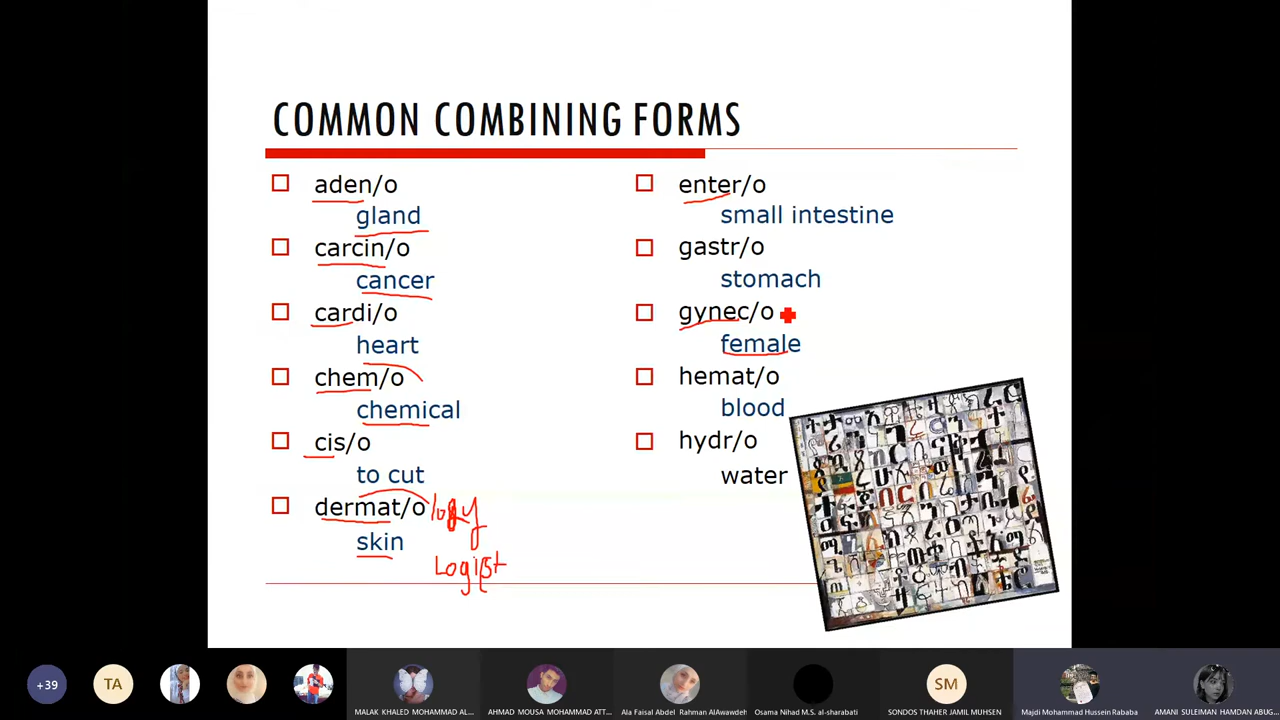 COMMON COMBINING FORMS
aden/o
gland
carcin/o
cancer
cardi/o
heart
chem/o
chemical
cis/o
to cut
dermat/o logy
skin
Logist
enter/o
small intestine
gastr/o
stomach
gynec/o
female
hemat/o
blood
hydr/o
water
+39
TA
MALAK KHALED MOHAMMAD AL...
AHMAD MOUSA MOHAMMAD ATT...
Ala Faisal Abdel Rahman AlAwawdeh
Osama Nihad M.S. al-sharabati
SM
SONDOS THAHER JAMIL MUHSEN
Majdi Mohammad Hussein Rababa
AMANI SULEIMAN HAMDAN ABUG...